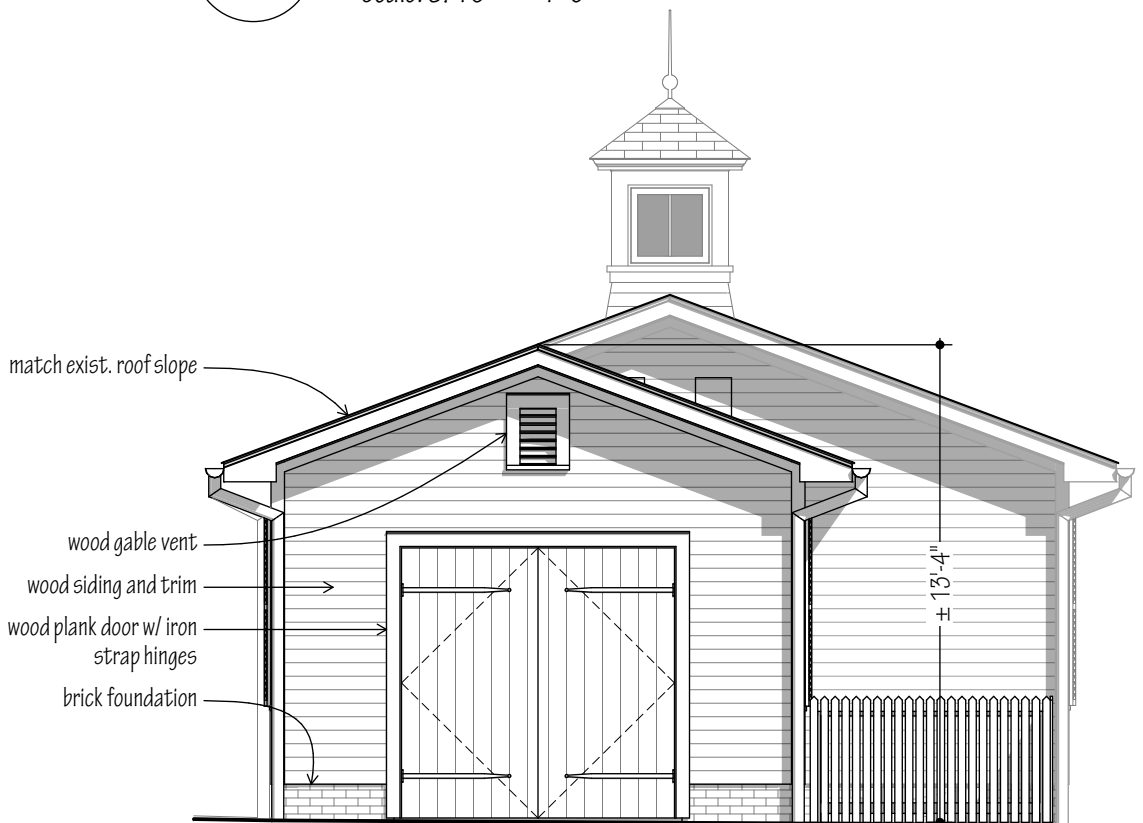 match exist. roof slope
wood gable vent
wood siding and trim
wood plank door w/ iron
strap hinges
brick foundation
± 13'-4"